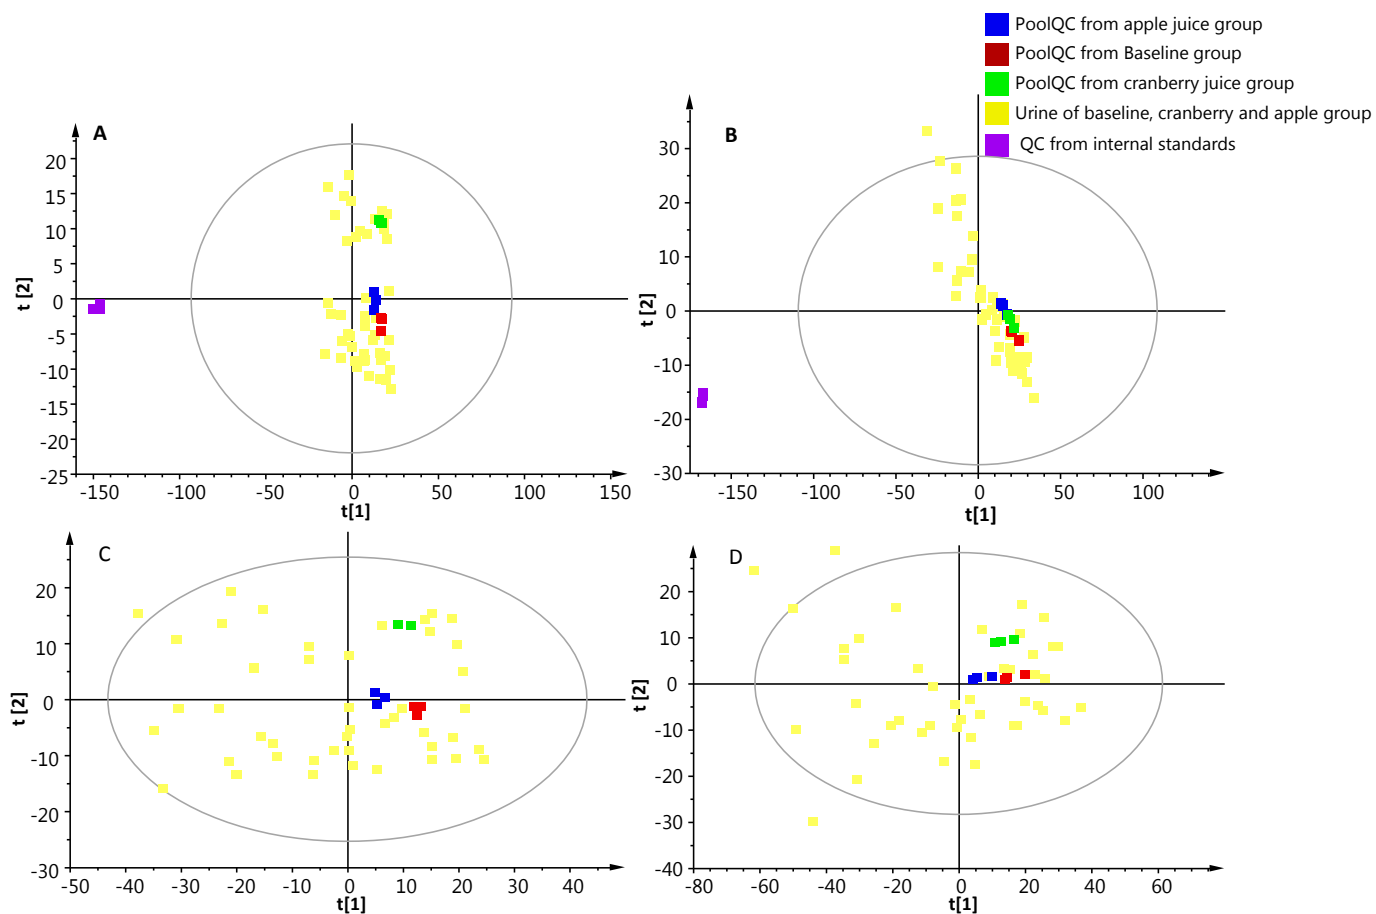 PoolQC from apple juice group
PoolQC from Baseline group
PoolQC from cranberry juice group
Urine of baseline, cranberry and apple group
QC from internal standards
A
20
15
10
5
0
-5
-10
-15
-20
-25
t [2]
-150 -100 -50 0 50 100 150
t[1]
B
30
20
10
0
-10
-20
-30
t [2]
-150 -100 -50 0 50 100
t[1]
C
20
10
0
-10
-20
-30
t [2]
-50 -40 -30 -20 -10 0 10 20 30 40
t[1]
D
20
10
0
-10
-20
-30
-40
t [2]
-80 -60 -40 -20 0 20 40 60
t[1]